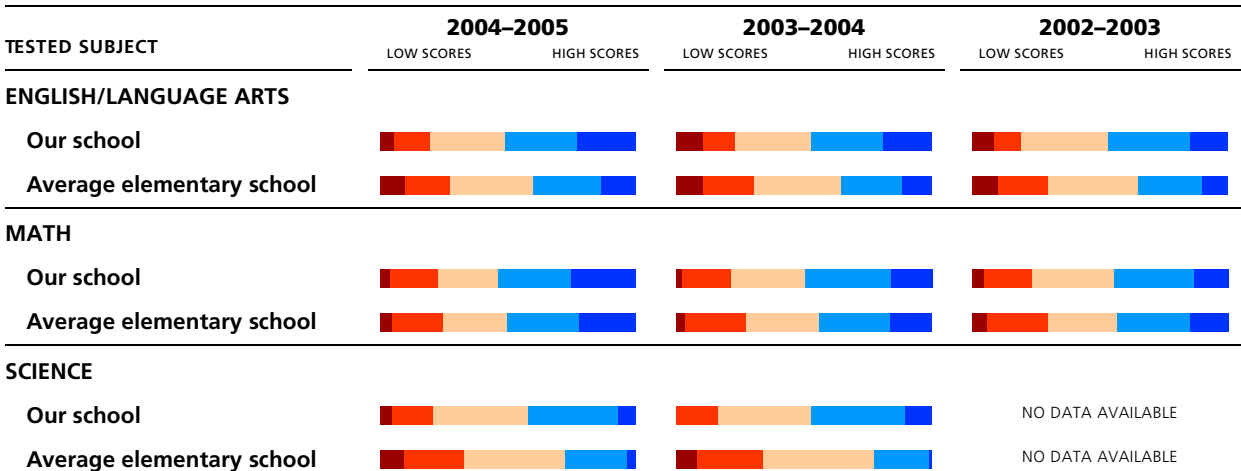 2004–2005 2003–2004 2002–2003
TESTED SUBJECT LOW SCORES HIGH SCORES LOW SCORES HIGH SCORES LOW SCORES HIGH SCORES
ENGLISH/LANGUAGE ARTS
Our school
Average elementary school
MATH
Our school
Average elementary school
SCIENCE
Our school NO DATA AVAILABLE
Average elementary school NO DATA AVAILABLE